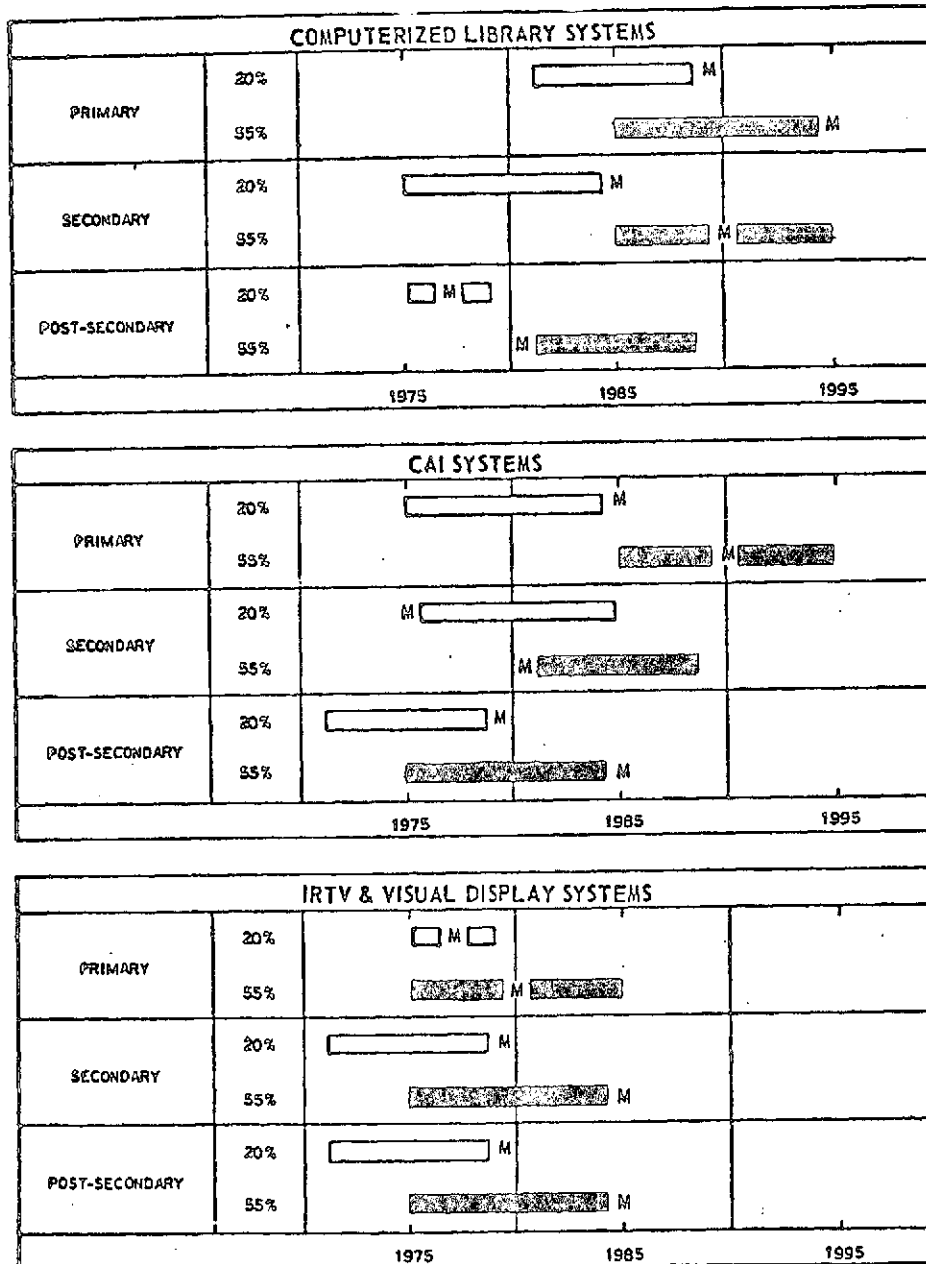 COMPUTERIZED LIBRARY SYSTEMS
PRIMARY
20%
M
55%
M
SECONDARY
20%
M
55%
M
POST-SECONDARY
20%
M
55%
M
1975 1985 1995
CAI SYSTEMS
PRIMARY
20%
M
55%
M
SECONDARY
20%
M
55%
M
POST-SECONDARY
20%
M
55%
M
1975 1985 1995
IRTV & VISUAL DISPLAY SYSTEMS
PRIMARY
20%
M
55%
M
SECONDARY
20%
M
55%
M
POST-SECONDARY
20%
M
55%
M
1975 1985 1995